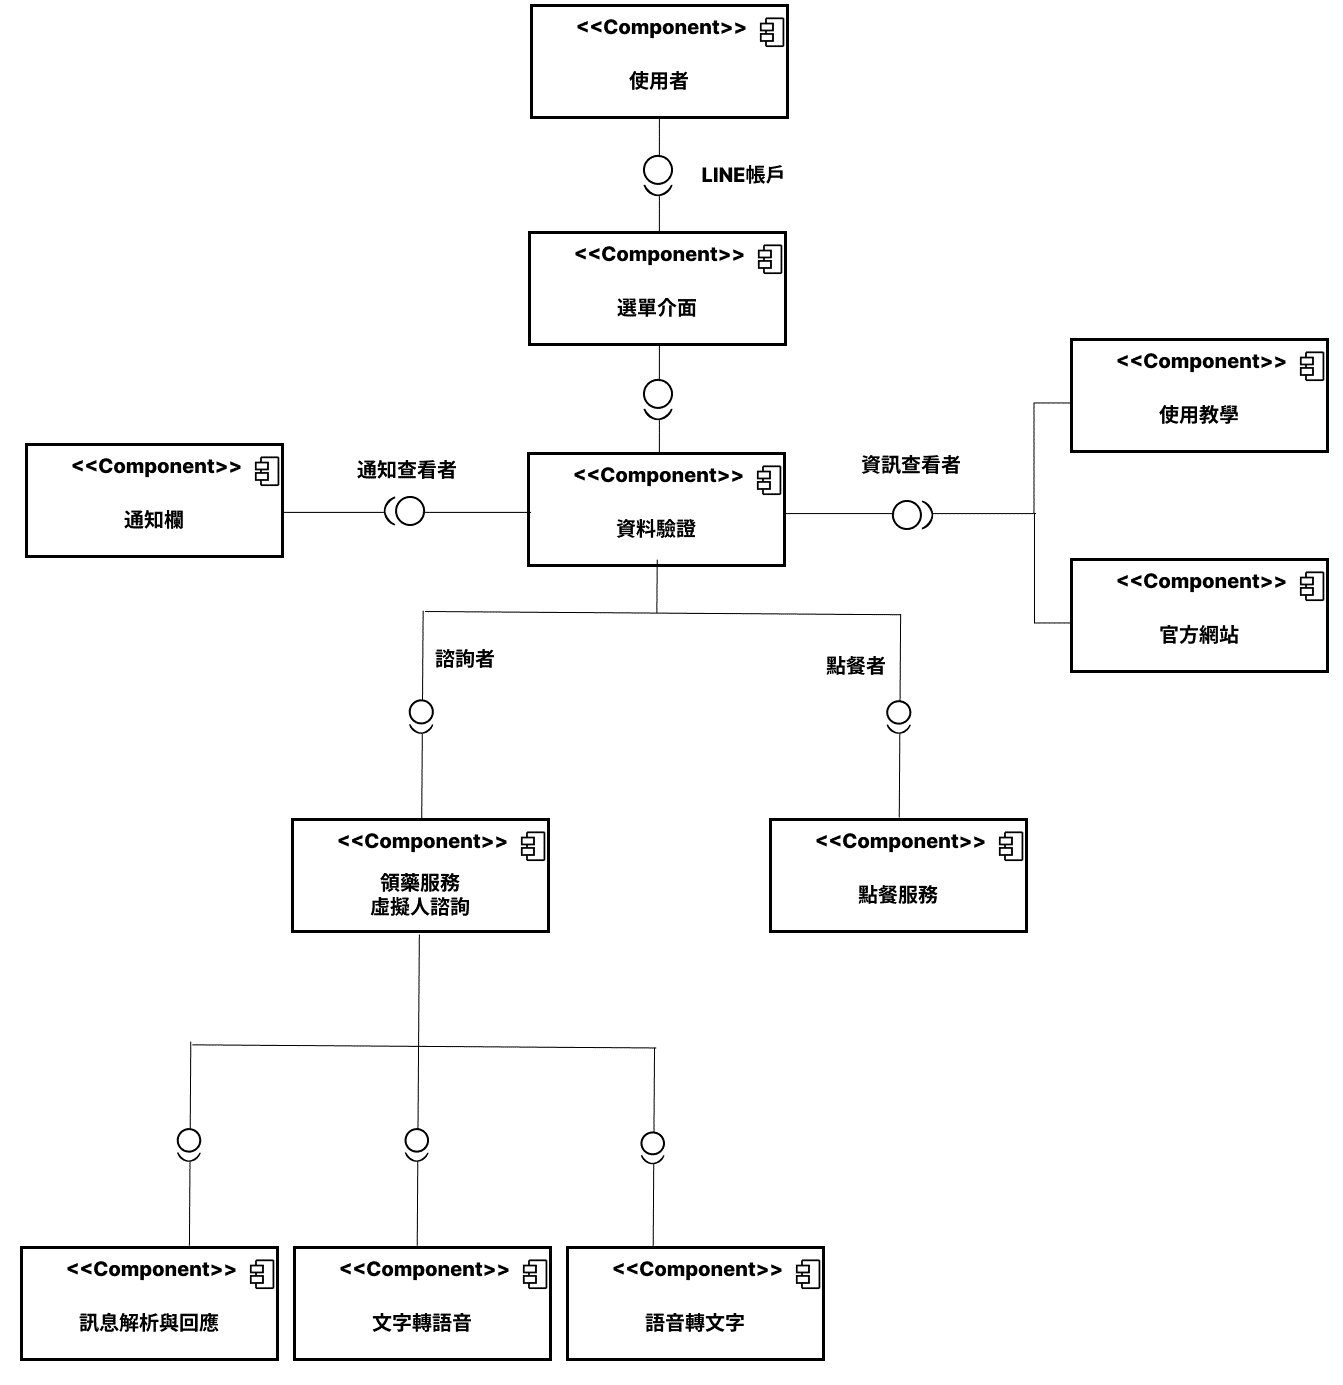 <<Component>>
使用者
LINE帳戶
<<Component>>
選單介面
<<Component>>
使用教學
<<Component>>
通知欄
通知查看者
<<Component>>
資料驗證
資訊查看者
<<Component>>
官方網站
諮詢者
點餐者
<<Component>>
領藥服務
虛擬人諮詢
<<Component>>
點餐服務
<<Component>>
訊息解析與回應
<<Component>>
文字轉語音
<<Component>>
語音轉文字